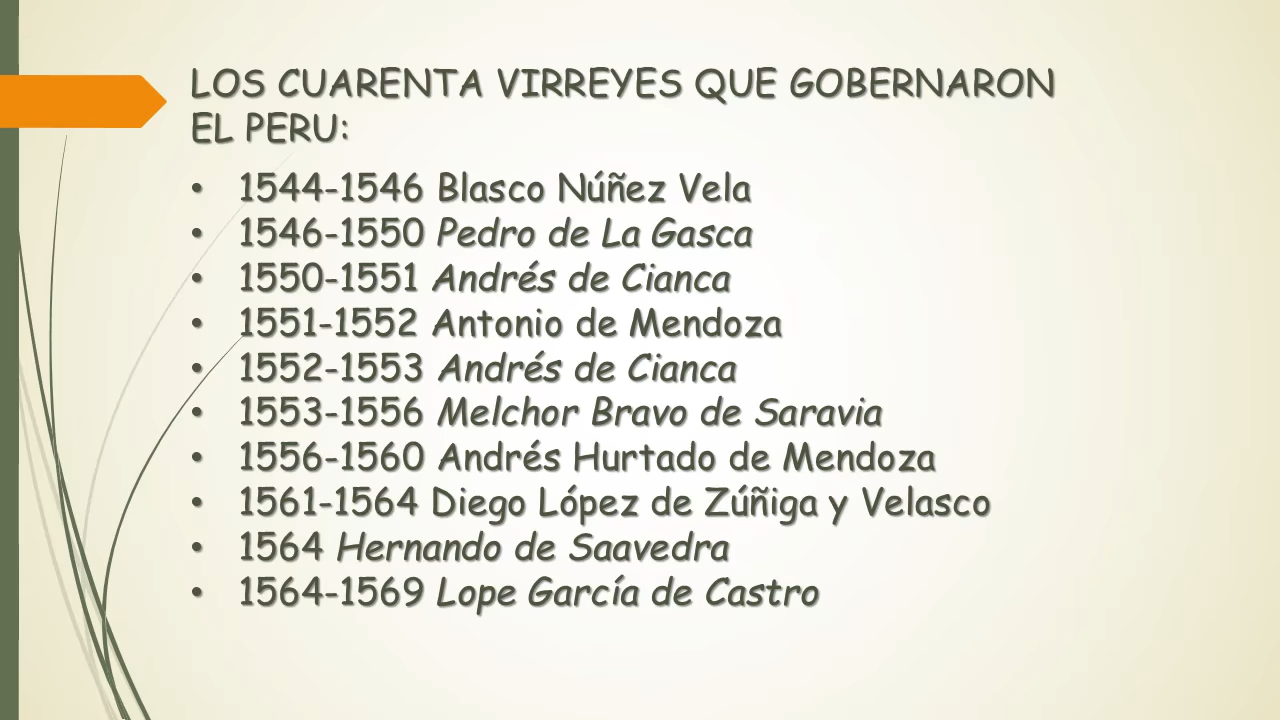 LOS CUARENTA VIRREYES QUE GOBERNARON
EL PERU:
• 1544-1546 Blasco Núñez Vela
• 1546-1550 Pedro de La Gasca
• 1550-1551 Andrés de Cianca
• 1551-1552 Antonio de Mendoza
• 1552-1553 Andrés de Cianca
• 1553-1556 Melchor Bravo de Saravia
• 1556-1560 Andrés Hurtado de Mendoza
• 1561-1564 Diego López de Zúñiga y Velasco
• 1564 Hernando de Saavedra
• 1564-1569 Lope García de Castro